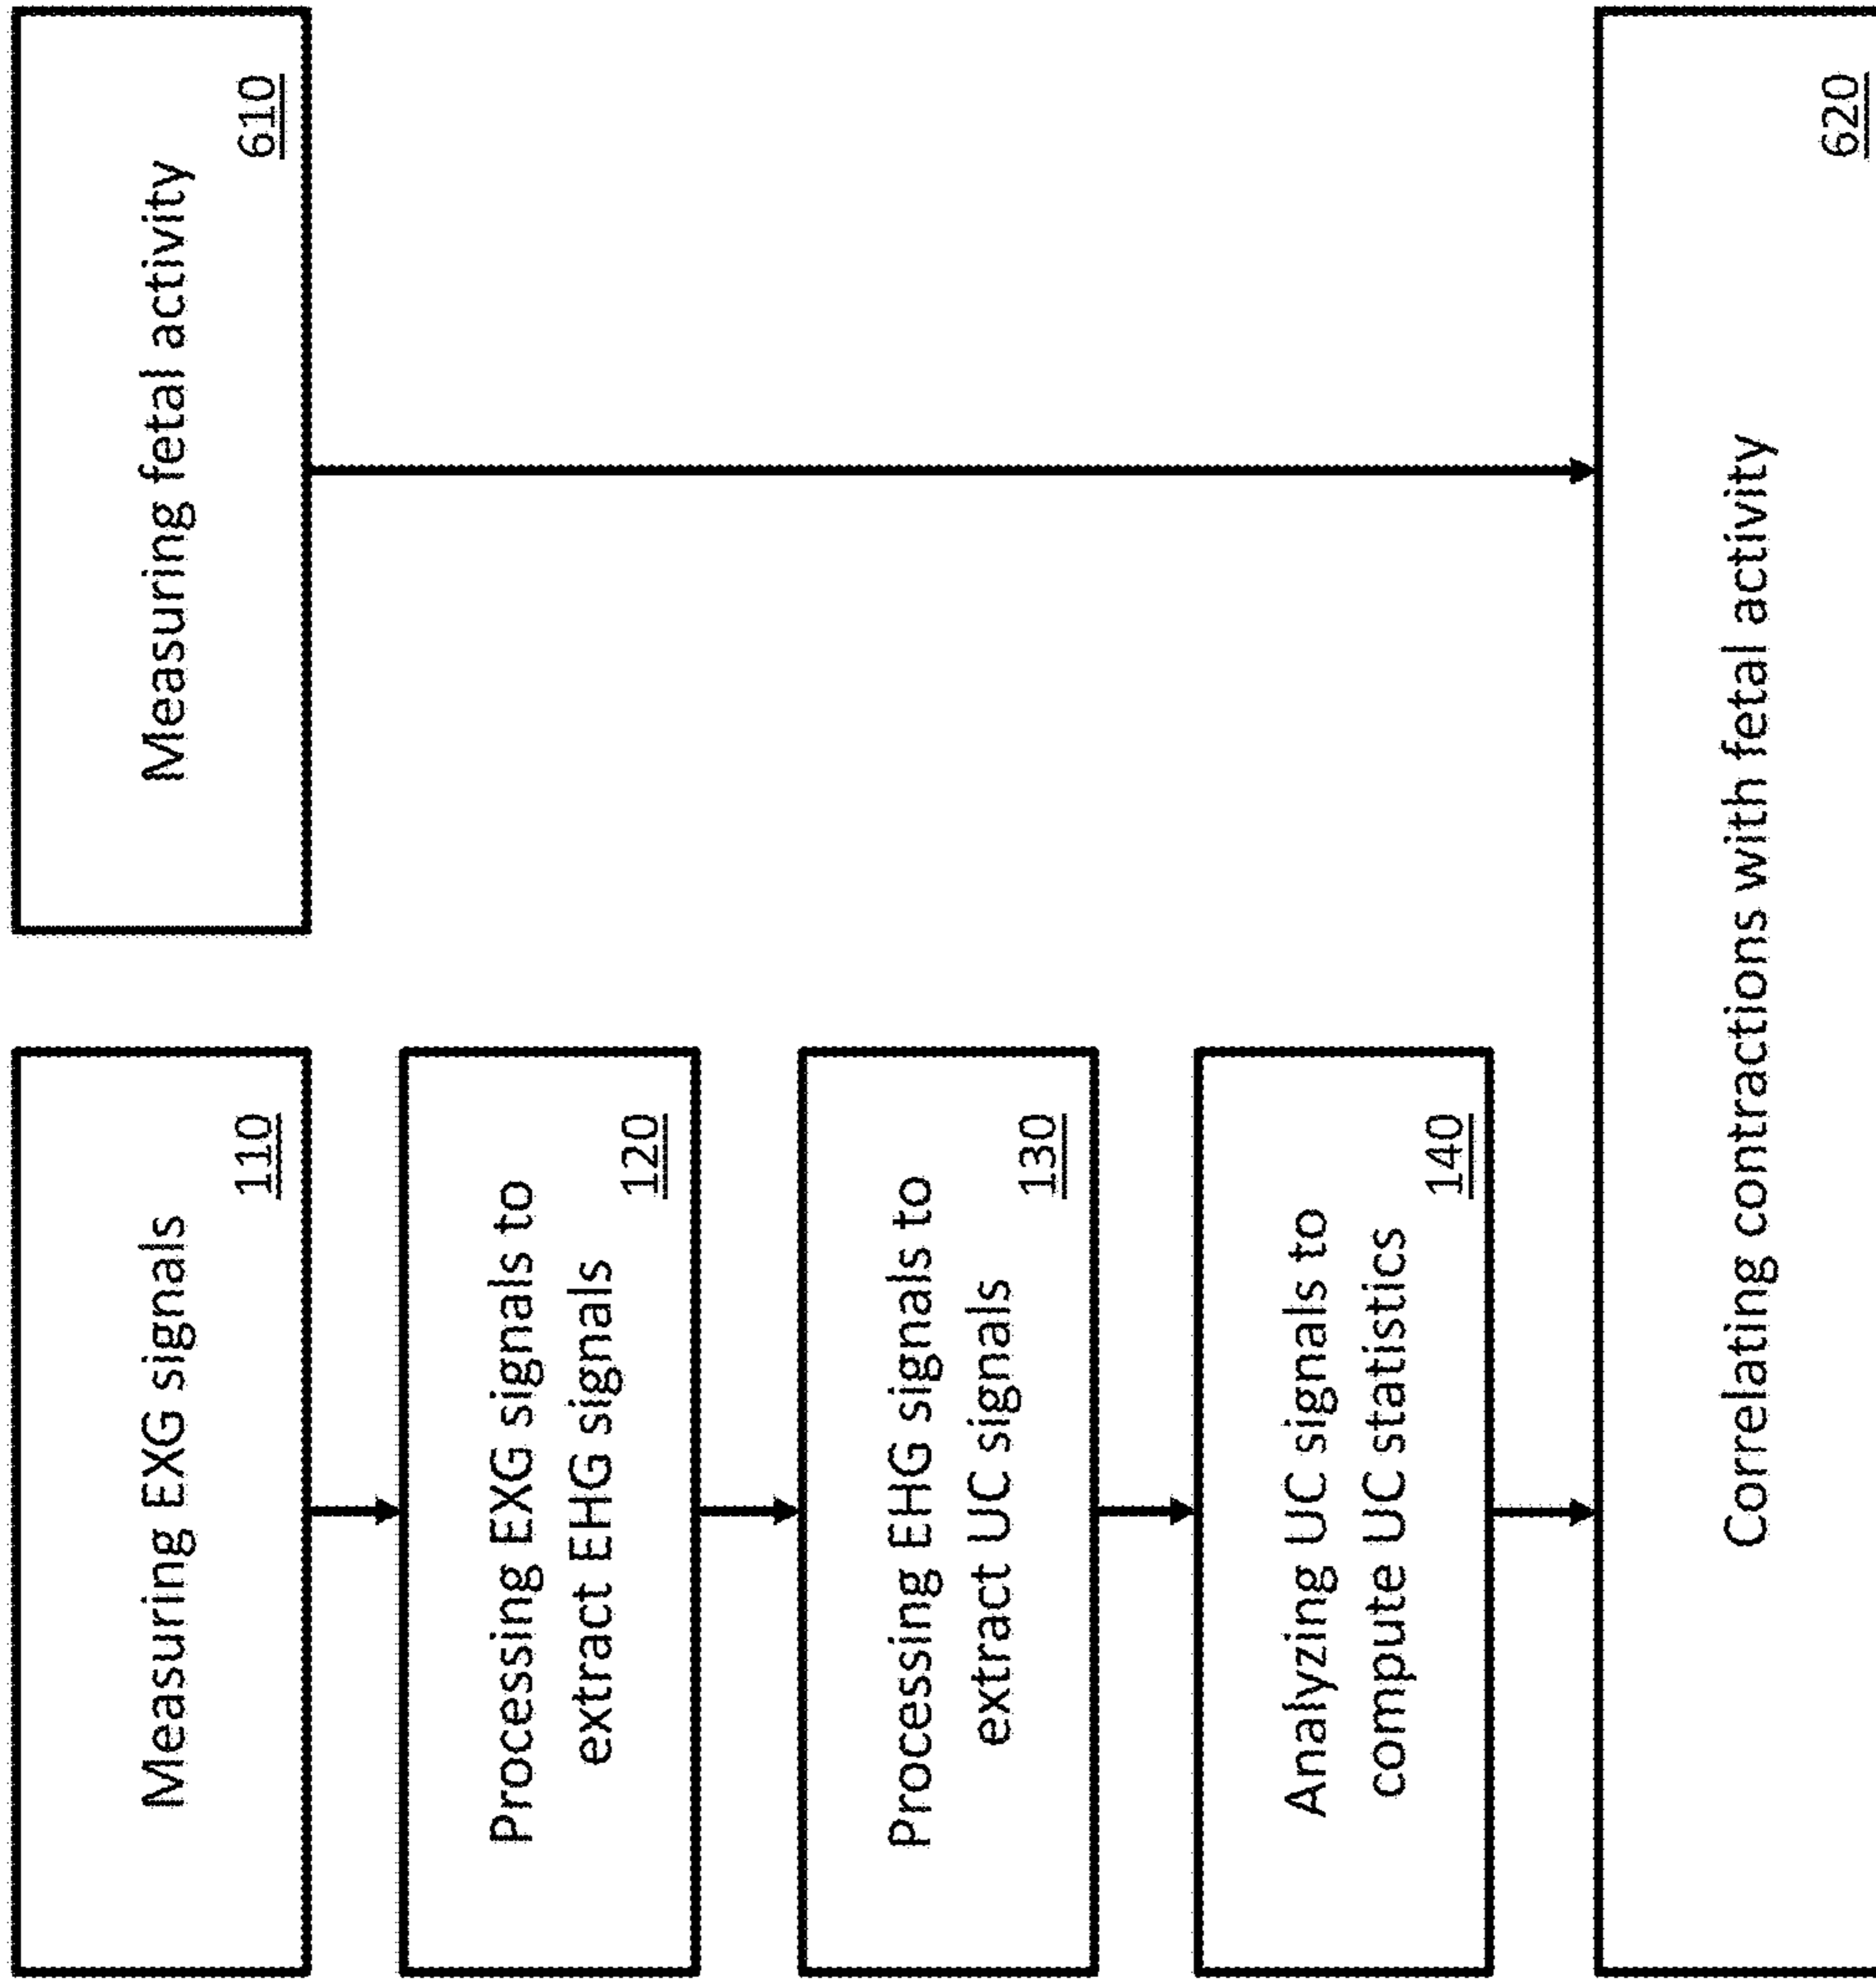 Measuring EXG signals
110
Processing EXG signals to
extract EHG signals
120
Processing EHG signals to
extract UC signals
130
Analyzing UC signals to
compute UC statistics
140
Measuring fetal activity
610
Correlating contractions with fetal activity
620